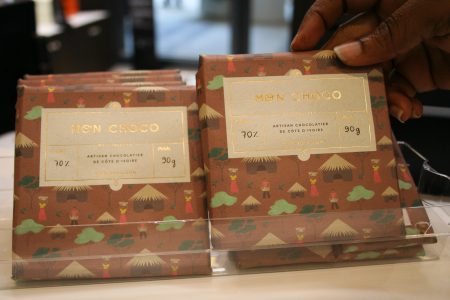 MON CHOCO
ARTISAN CHOCOLATIER
DE CÔTE D'IVOIRE
70%
90g
MON CHOCO
ARTISAN CHOCOLATIER
DE CÔTE D'IVOIRE
70%
90g